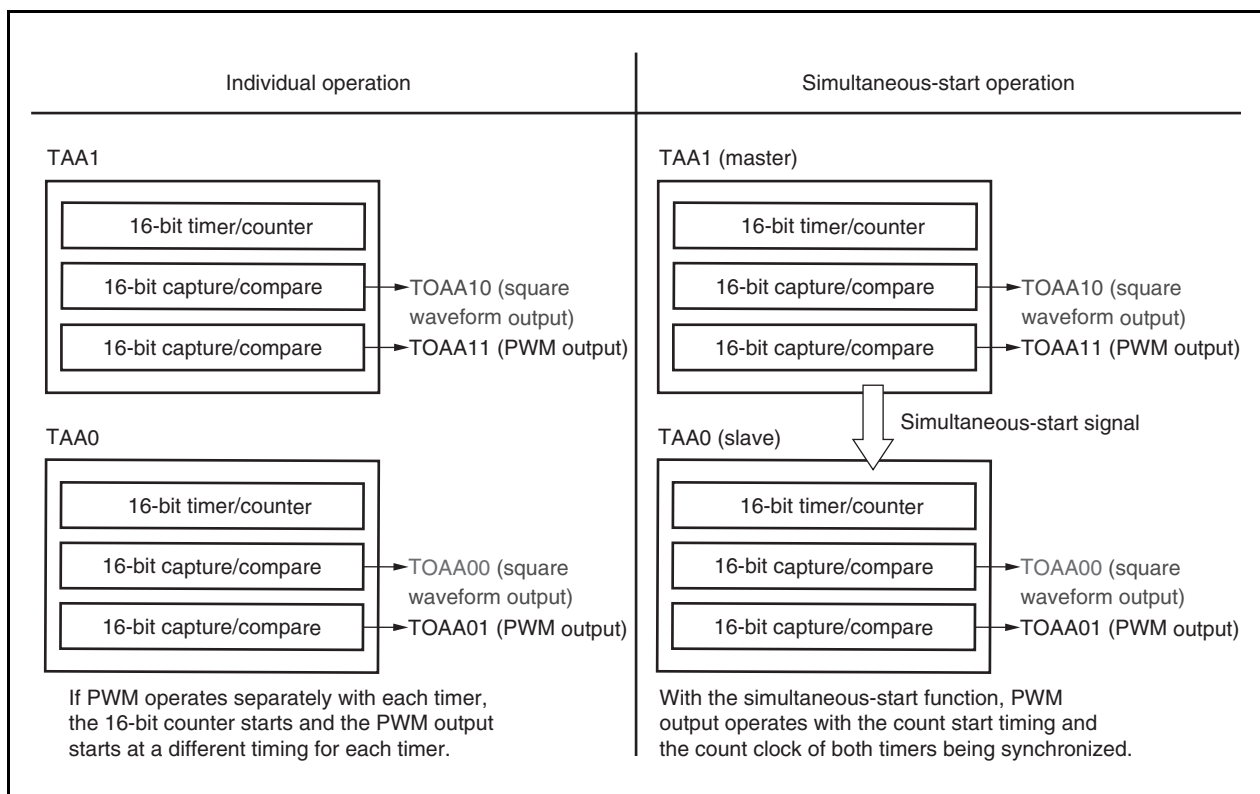 Individual operation
TAA1
16-bit timer/counter
16-bit capture/compare
TOAA10 (square
waveform output)
16-bit capture/compare
TOAA11 (PWM output)
TAA0
16-bit timer/counter
16-bit capture/compare
TOAA00 (square
waveform output)
16-bit capture/compare
TOAA01 (PWM output)
If PWM operates separately with each timer,
the 16-bit counter starts and the PWM output
starts at a different timing for each timer.
Simultaneous-start operation
TAA1 (master)
16-bit timer/counter
16-bit capture/compare
TOAA10 (square
waveform output)
16-bit capture/compare
TOAA11 (PWM output)
Simultaneous-start signal
TAA0 (slave)
16-bit timer/counter
16-bit capture/compare
TOAA00 (square
waveform output)
16-bit capture/compare
TOAA01 (PWM output)
With the simultaneous-start function, PWM
output operates with the count start timing and
the count clock of both timers being synchronized.